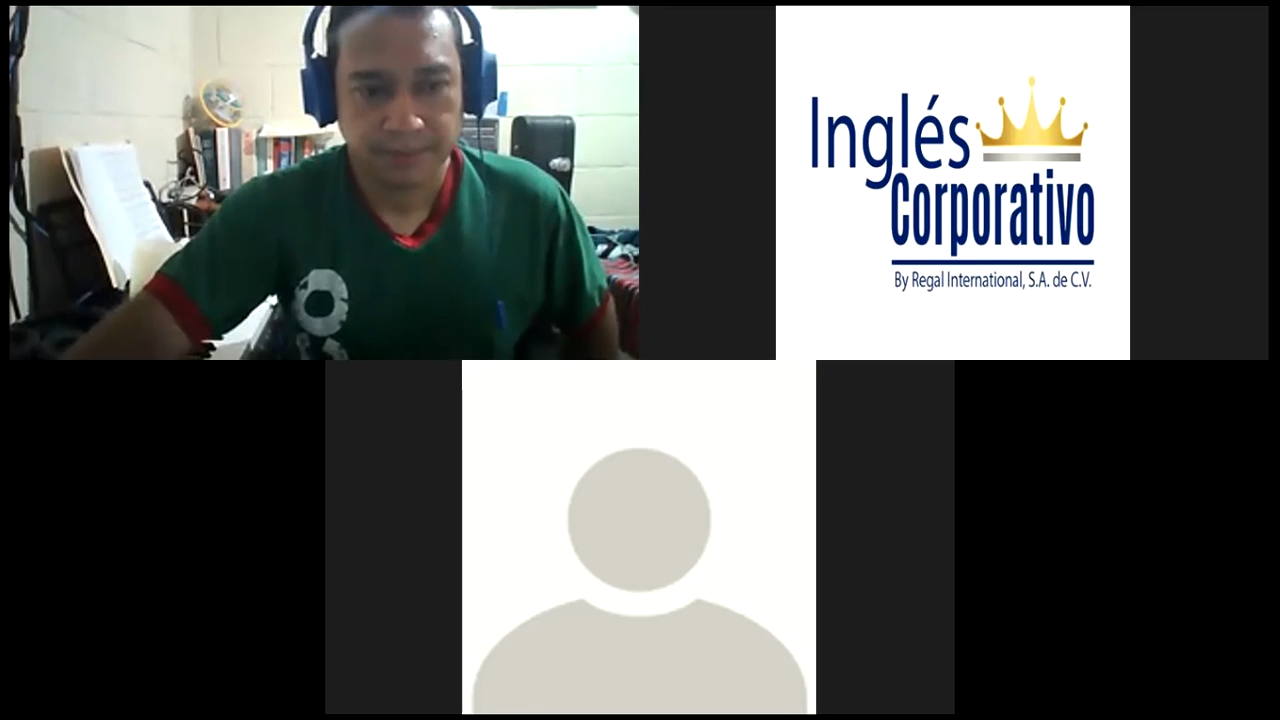 Inglés
Corporativo
By Regal International, S.A. de C.V.